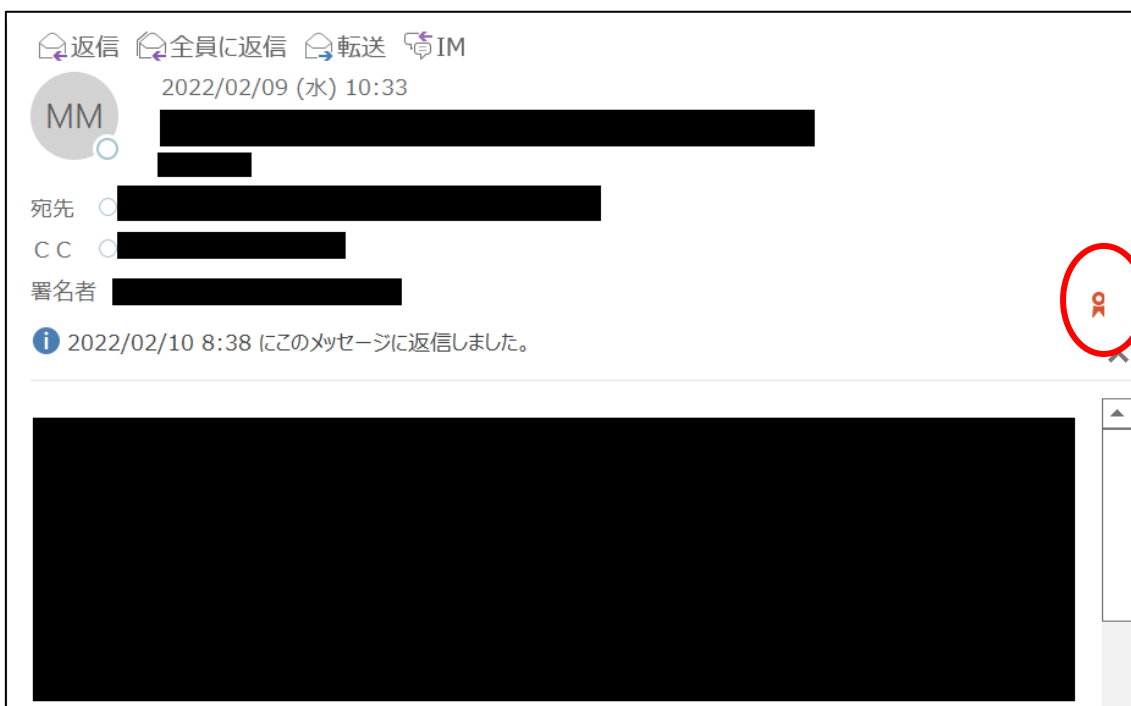 返信 全員に返信 転送 IM
2022/02/09 (水) 10:33
MM
宛先
CC
署名者
2022/02/10 8:38 にこのメッセージに返信しました。